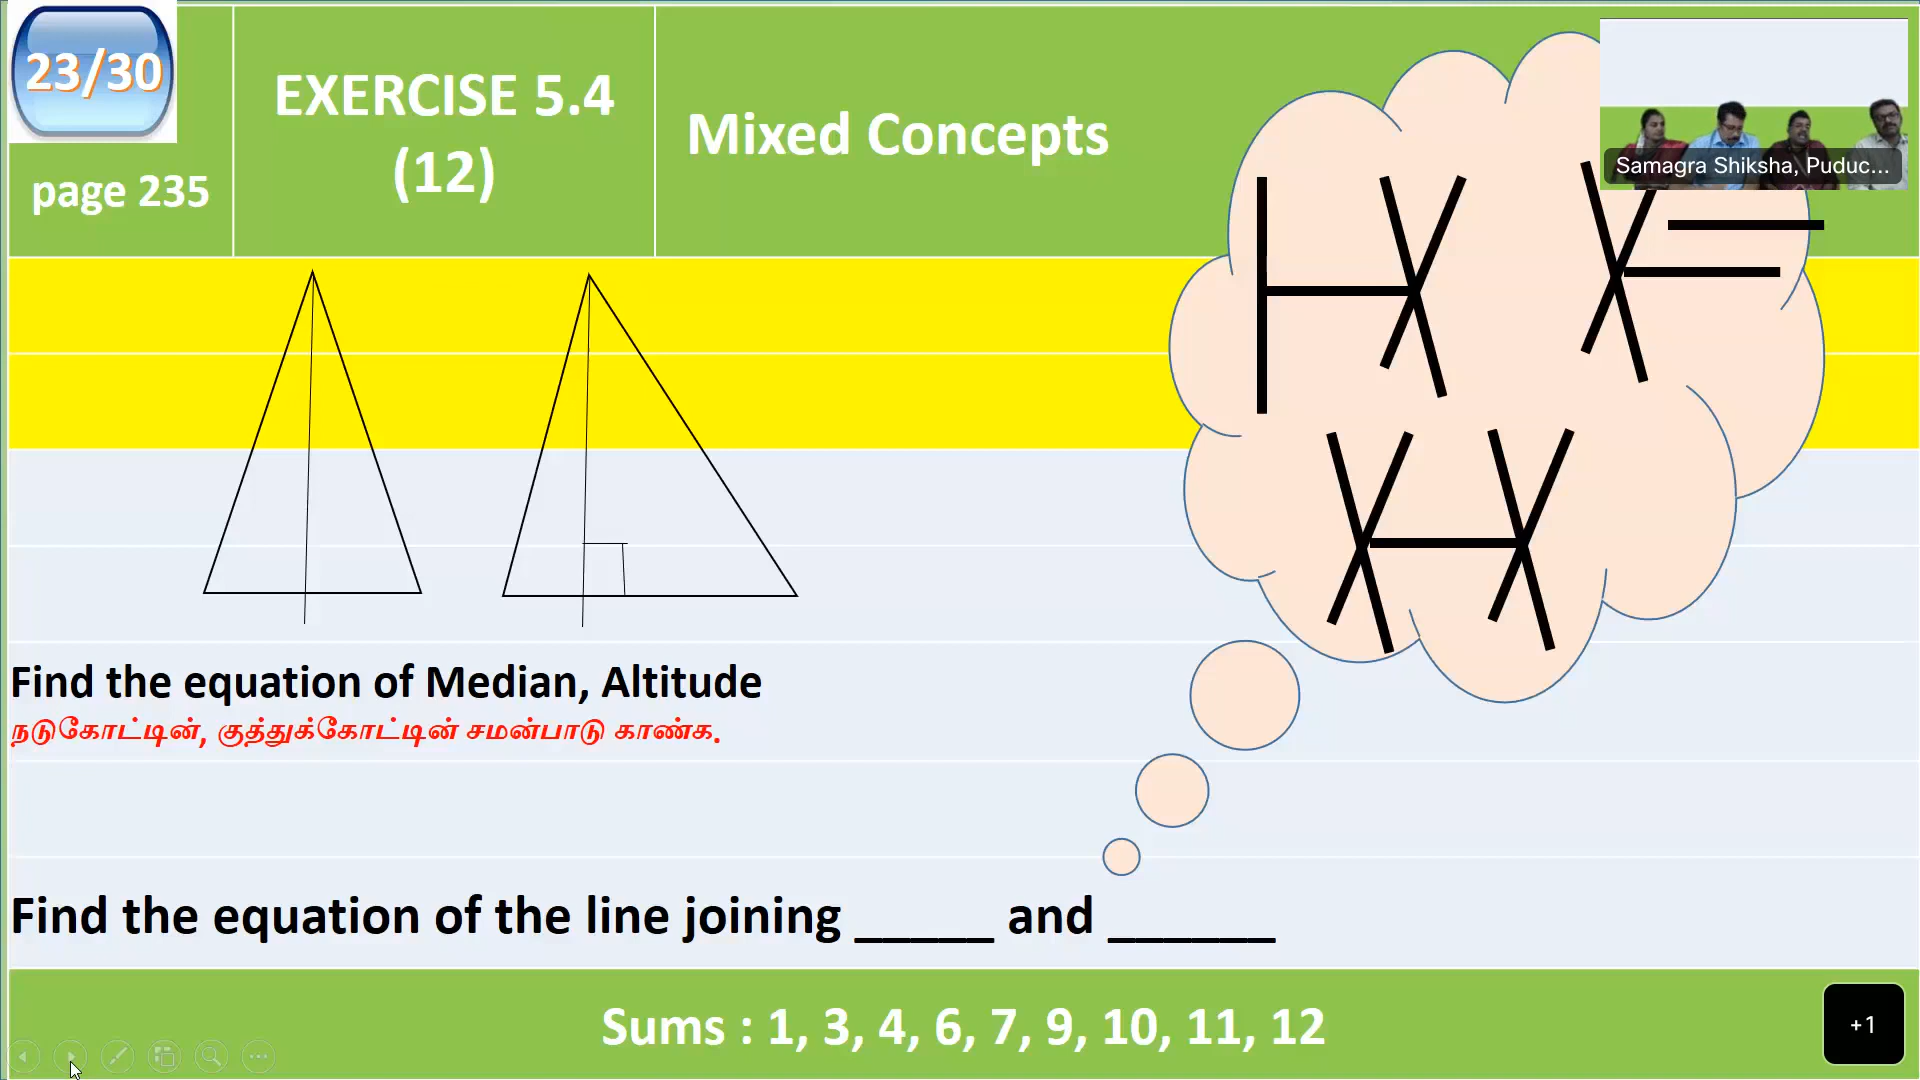 23/30
page 235
EXERCISE 5.4
(12)
Mixed Concepts
Samagra Shiksha, Puduc...
Find the equation of Median, Altitude
நடுகோட்டின், குத்துக்கோட்டின் சமன்பாடு காண்க.
Find the equation of the line joining _____ and ______
Sums : 1, 3, 4, 6, 7, 9, 10, 11, 12
+1